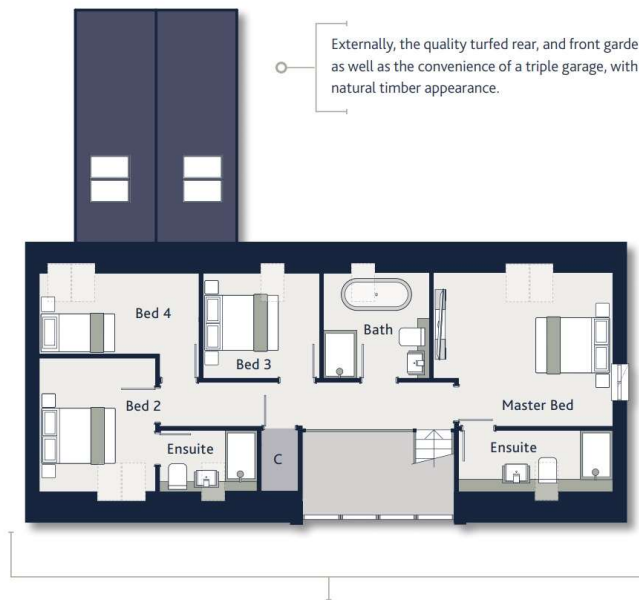 Externally, the quality turfed rear, and front garde
as well as the convenience of a triple garage, with
natural timber appearance.
Bed 4
Bed 3
Bath
Bed 2
Master Bed
Ensuite
C
Ensuite